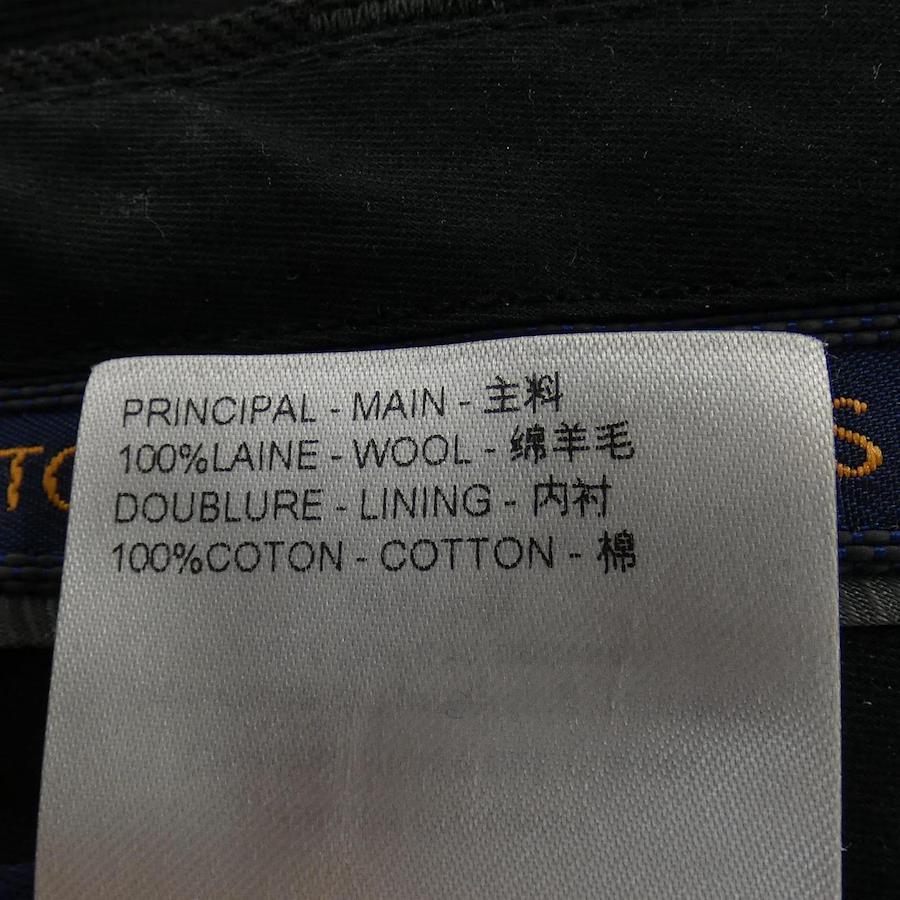 PRINCIPAL - MAIN - 主料
100%LAINE - WOOL - 绵羊毛
DOUBLURE - LINING - 内衬
100%COTON - COTTON - 棉